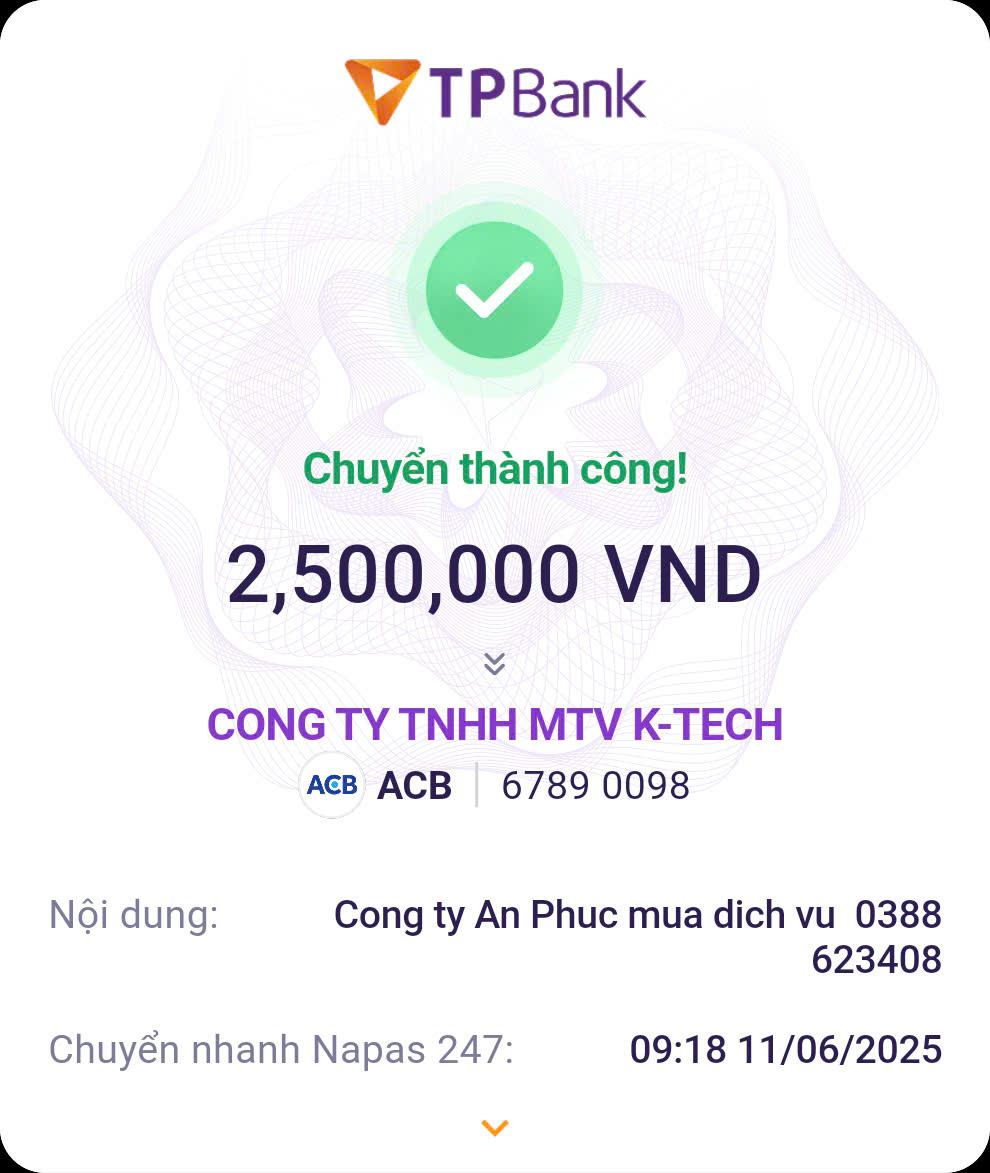 TPBank
Chuyển thành công!
2,500,000 VND
CONG TY TNHH MTV K-TECH
ACB ACB 6789 0098
Nội dung: Cong ty An Phuc mua dich vu 0388
623408
Chuyển nhanh Napas 247: 09:18 11/06/2025